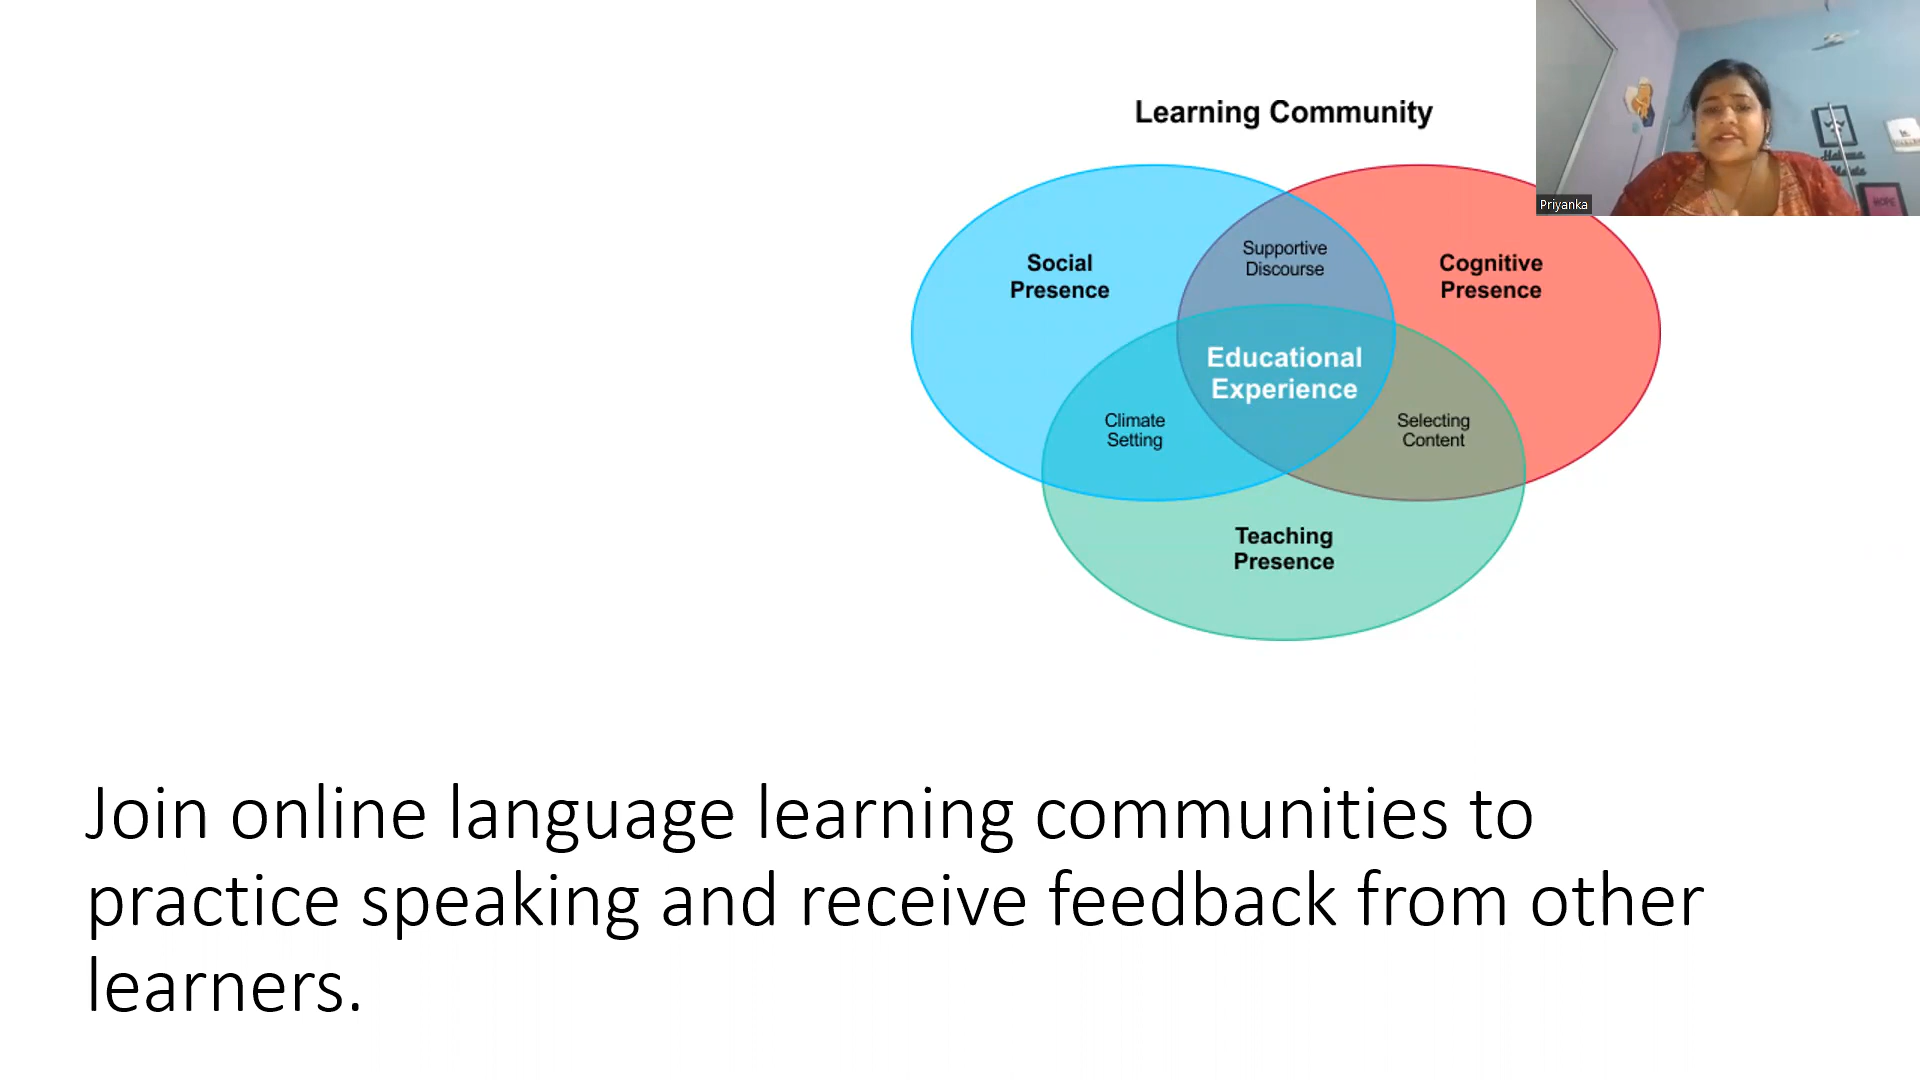 Learning Community
Social
Presence
Supportive
Discourse
Cognitive
Presence
Educational
Experience
Climate
Setting
Selecting
Content
Teaching
Presence
Priyanka
HOPE
Join online language learning communities to
practice speaking and receive feedback from other
learners.